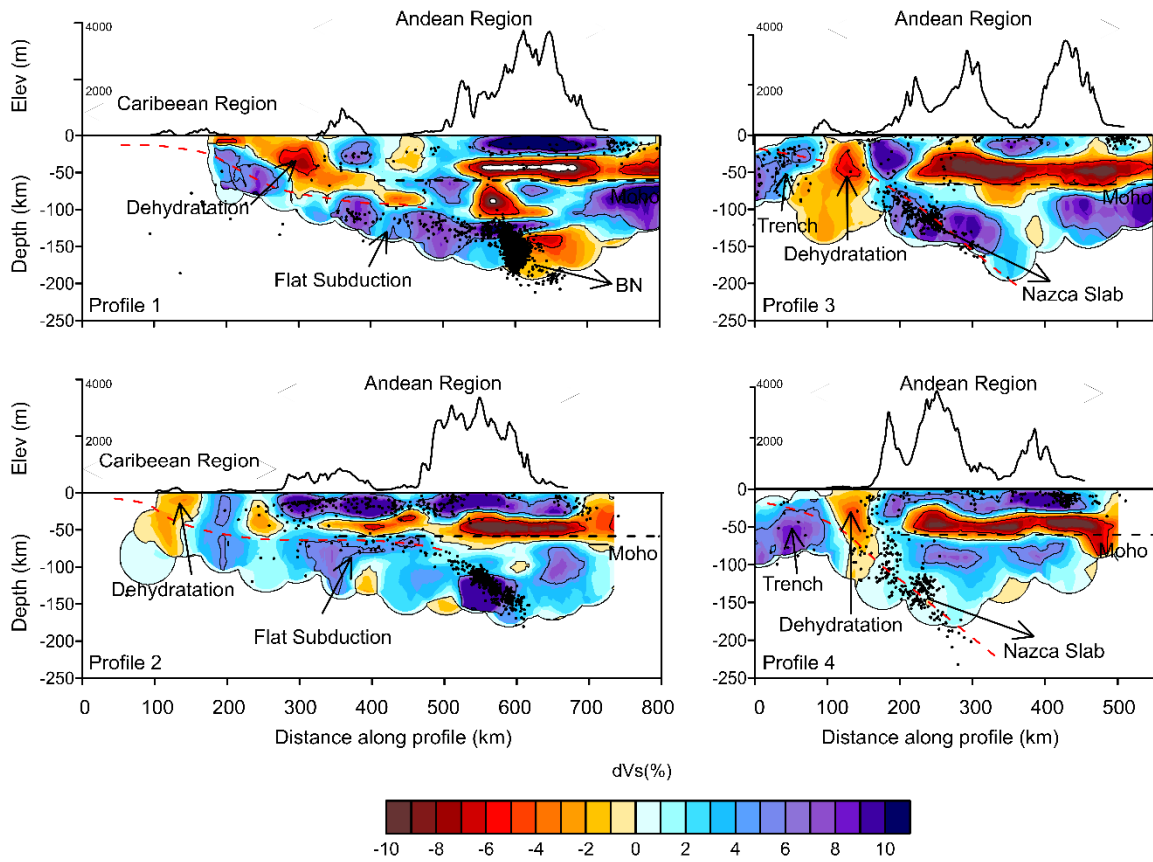 Andean Region
Andean Region
4000
4000
Elev (m)
2000
2000
Caribeean Region
0
0
-50
-50
Dehydratation
Moho
Moho
Depth (km)
-100
-100
Trench
Dehydratation
-150
-150
Flat Subduction
-200
BN
-200
Nazca Slab
Profile 1
Profile 3
-250
-250
Andean Region
Andean Region
4000
4000
Elev (m)
2000
2000
Caribeean Region
0
0
-50
-50
Moho
Moho
Depth (km)
-100
-100
Dehydratation
Trench
-150
-150
Dehydratation
Flat Subduction
-200
-200
Nazca Slab
Profile 2
Profile 4
-250
-250
0 100 200 300 400 500 600 700 800
0 100 200 300 400 500
Distance along profile (km)
Distance along profile (km)
dVs(%)
-10 -8 -6 -4 -2 0 2 4 6 8 10